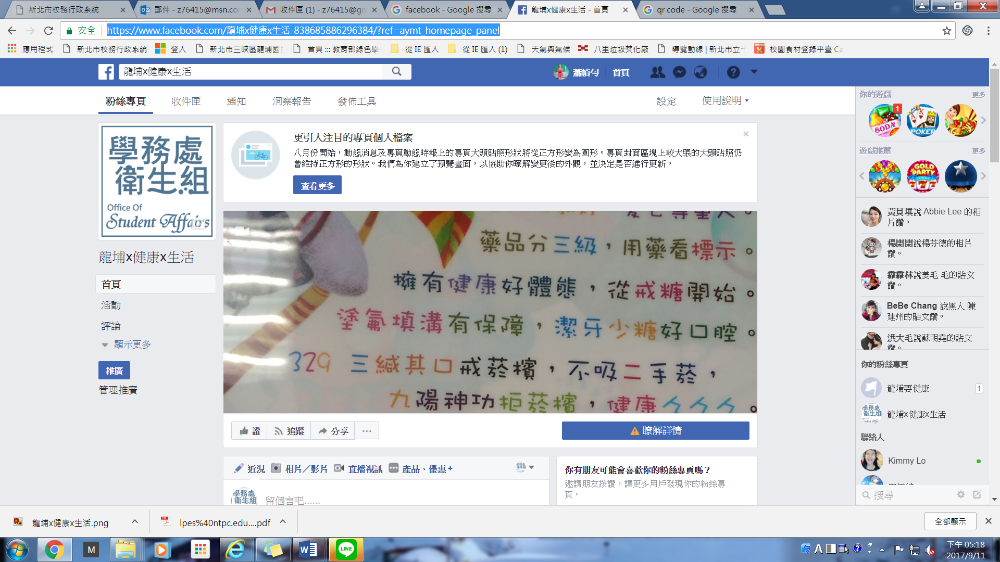 新北市校務行政系統
郵件 - z76415@msn.co
收件匣 (1) - z76415@gm
facebook - Google 搜尋
龍埔x健康x生活 - 首頁
qr code - Google 搜尋
安全
https://www.facebook.com/龍埔x健康x生活-838685886296384/?ref=aymt_homepage_panel
應用程式
新北市校務行政系統
登入
新北市三峽區龍埔國
首頁 ::: 教育部綠色學
從 IE 匯入
從 IE 匯入 (1)
天氣與氣候
八里垃圾焚化廠
導覽動線 | 新北市立
校園食材登錄平臺 Ca
龍埔x健康x生活
蕭幀勻
首頁
粉絲專頁
收件匣
通知
洞察報告
發佈工具
設定
使用說明
學務處
衛生組
Office Of
Student Affairs
龍埔x健康x生活
首頁
活動
評論
顯示更多
推廣
管理推廣
更引人注目的專頁個人檔案
八月份開始，動態消息及專頁動態時報上的專頁大頭貼照形狀將從正方形變為圓形。專頁封面區塊上較大張的大頭貼照仍
會維持正方形的形狀。我們為你建立了預覽畫面，以協助你瞭解變更後的外觀，並決定是否進行更新。
查看更多
藥品分三級，用藥看標示。
擁有健康好體態，從戒糖開始。
塗氟填溝有保障，潔牙少糖好口腔。
329 三緘其口戒菸檳，不吸二手菸，
九陽神功拒菸檳，健康久久久。
讚
追蹤
分享
瞭解詳情
近況
相片／影片
直播視訊
產品、優惠+
學務處
衛生組
留個言吧......
你有朋友可能會喜歡你的粉絲專頁嗎？
邀請朋友按讚，讓更多用戶發現你的粉絲專
頁。
你的遊戲
更多
1
SODA
POKER
遊戲推薦
更多
GOLD
PARTY
CASINO
777
黃貝琪說 Abbie Lee 的相
片讚。
楊閑閑說楊芬德的相片
讚。
霏霏林說姜毛 毛的貼文
讚。
BeBe Chang 說黑人 陳
建州的貼文讚。
洪大毛說蘇明堯的貼文
讚。
你的粉絲專頁
龍埔要健康
1
學務處
衛生組
龍埔x健康x生活
聯絡人
Kimmy Lo
搜尋
龍埔x健康x生活.png
lpes%40ntpc.edu....pdf
全部顯示
M
LINE
A
下午 05:18
2017/9/11